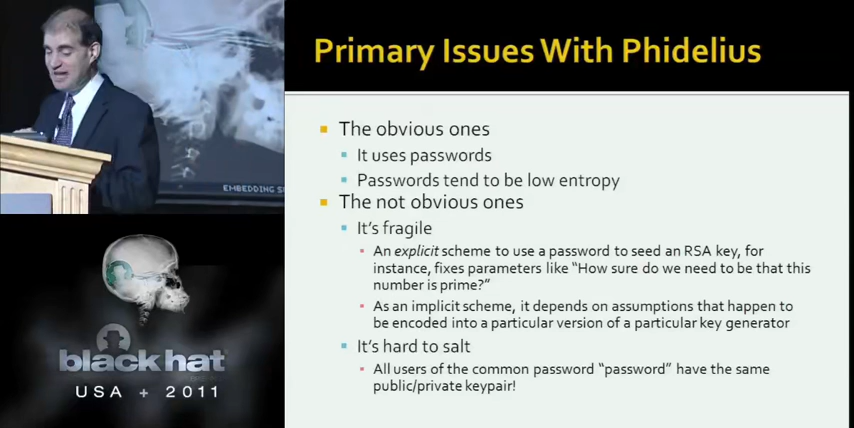 Primary Issues With Phidelius
The obvious ones
It uses passwords
Passwords tend to be low entropy
The not obvious ones
It's fragile
An explicit scheme to use a password to seed an RSA key, for
instance, fixes parameters like "How sure do we need to be that this
number is prime?"
As an implicit scheme, it depends on assumptions that happen to
be encoded into a particular version of a particular key generator
It's hard to salt
All users of the common password "password" have the same
public/private keypair!
EMBEDDING
black hat
USA + 2011